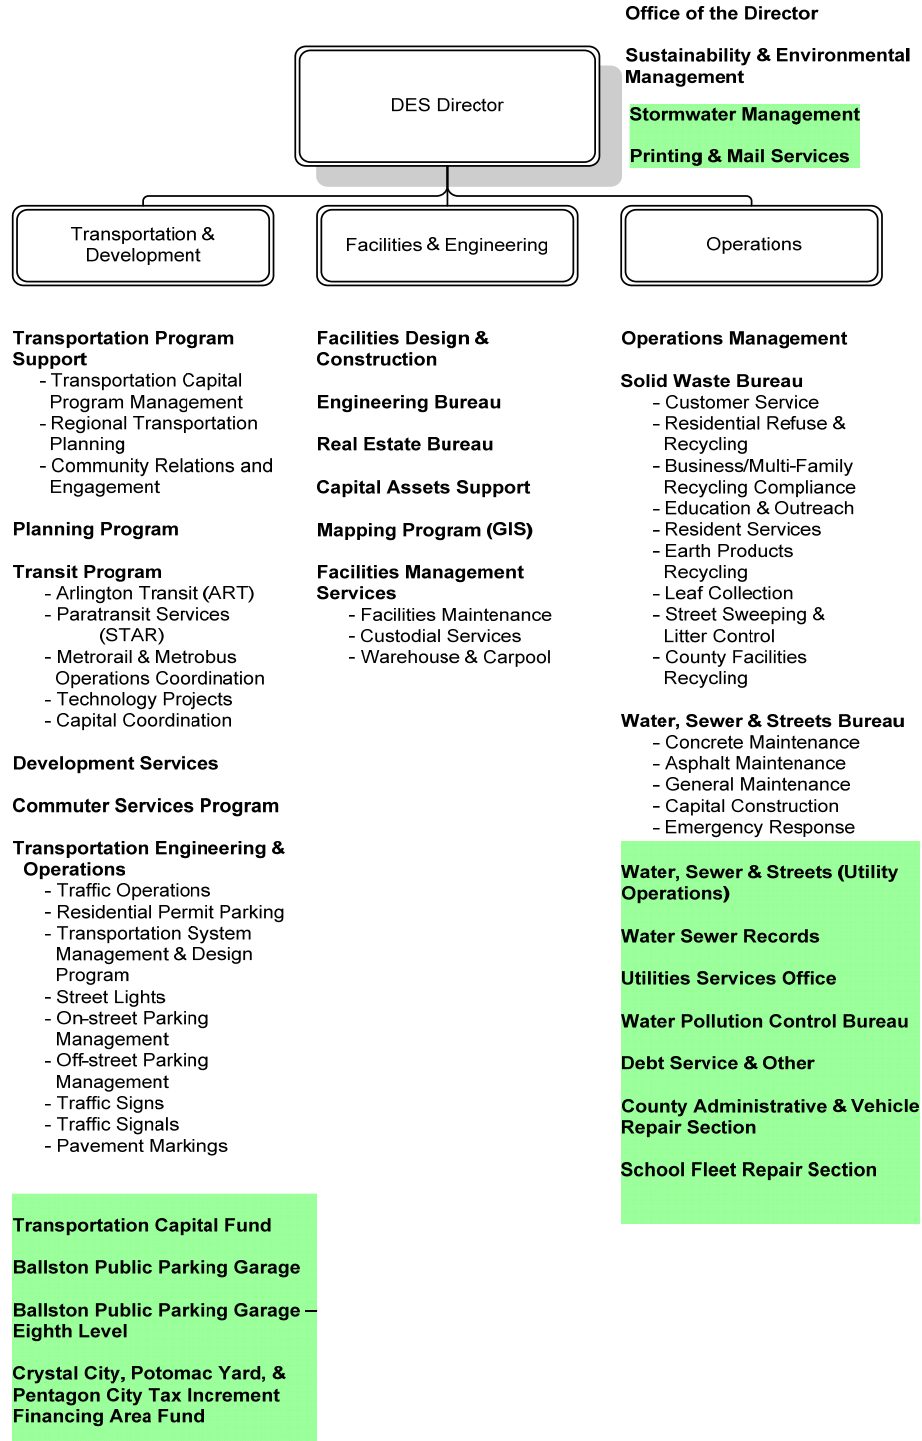 Office of the Director
Sustainability & Environmental
Management
Stormwater Management
Printing & Mail Services
DES Director
Transportation &
Development
Facilities & Engineering
Operations
Transportation Program
Support
- Transportation Capital
Program Management
- Regional Transportation
Planning
- Community Relations and
Engagement
Planning Program
Transit Program
- Arlington Transit (ART)
- Paratransit Services
(STAR)
- Metrorail & Metrobus
Operations Coordination
- Technology Projects
- Capital Coordination
Development Services
Commuter Services Program
Transportation Engineering &
Operations
- Traffic Operations
- Residential Permit Parking
- Transportation System
Management & Design
Program
- Street Lights
- On-street Parking
Management
- Off-street Parking
Management
- Traffic Signs
- Traffic Signals
- Pavement Markings
Transportation Capital Fund
Ballston Public Parking Garage
Ballston Public Parking Garage –
Eighth Level
Crystal City, Potomac Yard, &
Pentagon City Tax Increment
Financing Area Fund
Facilities Design &
Construction
Engineering Bureau
Real Estate Bureau
Capital Assets Support
Mapping Program (GIS)
Facilities Management
Services
- Facilities Maintenance
- Custodial Services
- Warehouse & Carpool
Operations Management
Solid Waste Bureau
- Customer Service
- Residential Refuse &
Recycling
- Business/Multi-Family
Recycling Compliance
- Education & Outreach
- Resident Services
- Earth Products
Recycling
- Leaf Collection
- Street Sweeping &
Litter Control
- County Facilities
Recycling
Water, Sewer & Streets Bureau
- Concrete Maintenance
- Asphalt Maintenance
- General Maintenance
- Capital Construction
- Emergency Response
Water, Sewer & Streets (Utility
Operations)
Water Sewer Records
Utilities Services Office
Water Pollution Control Bureau
Debt Service & Other
County Administrative & Vehicle
Repair Section
School Fleet Repair Section